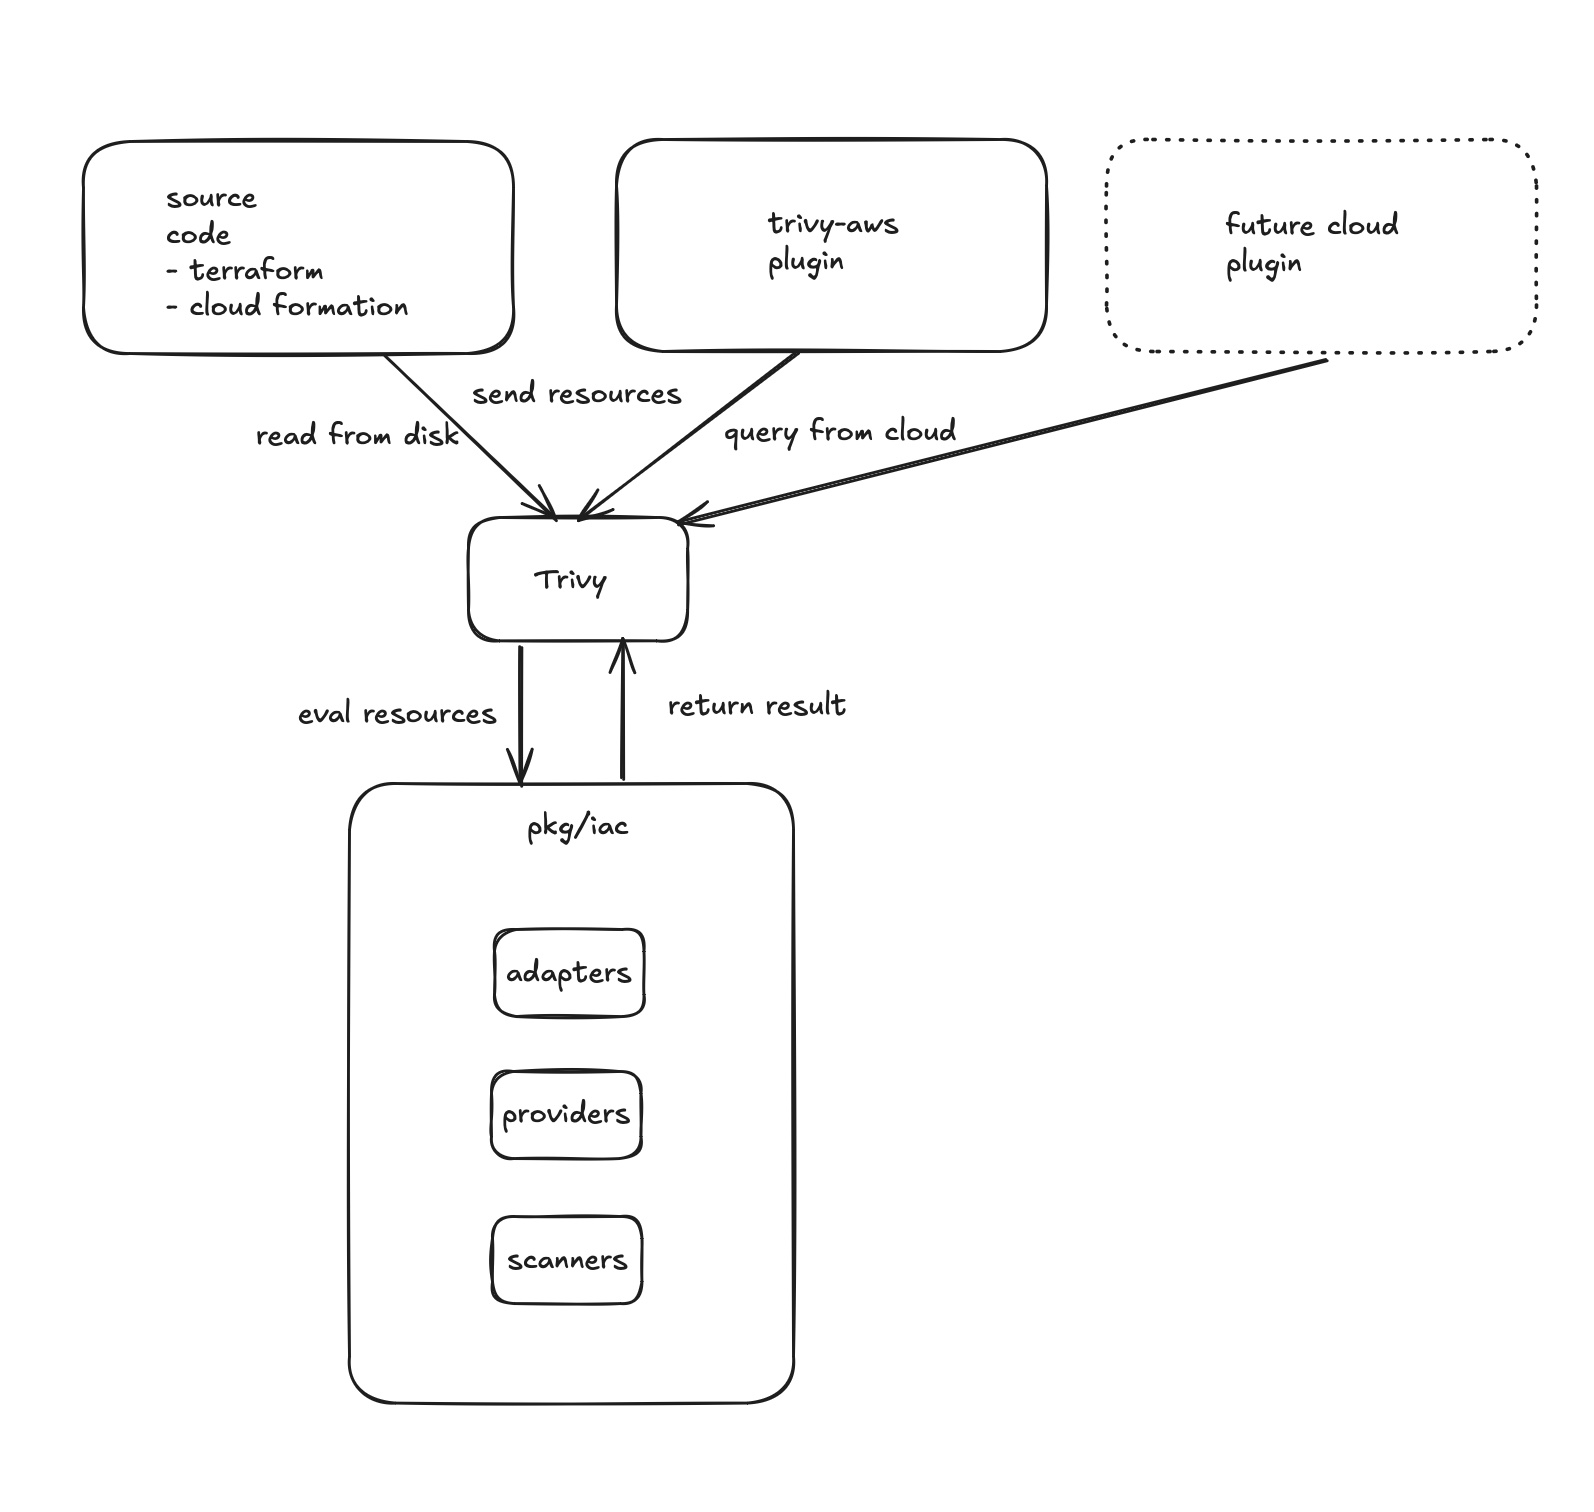 source
code
- terraform
- cloud formation
trivy-aws
plugin
future cloud
plugin
send resources
read from disk
query from cloud
Trivy
eval resources
return result
pkg/iac
adapters
providers
scanners